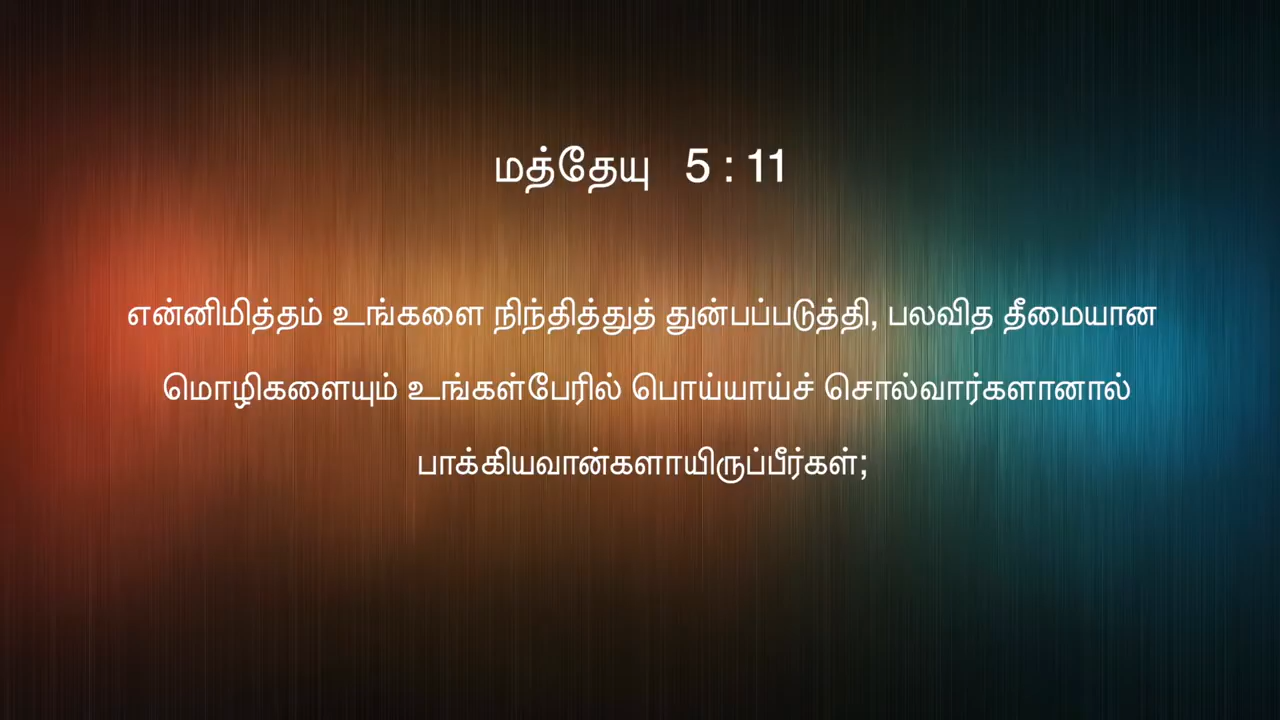 மத்தேயு 5 : 11
என்னிமித்தம் உங்களை நிந்தித்துத் துன்பப்படுத்தி, பலவித தீமையான
மொழிகளையும் உங்கள்பேரில் பொய்யாய்ச் சொல்வார்களானால்
பாக்கியவான்களாயிருப்பீர்கள்;